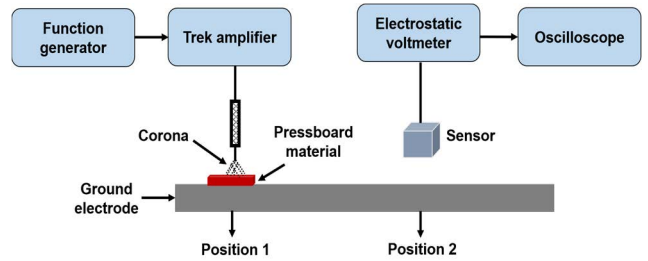 Function
generator
Trek amplifier
Electrostatic
voltmeter
Oscilloscope
Corona
Pressboard
material
Sensor
Ground
electrode
Position 1
Position 2